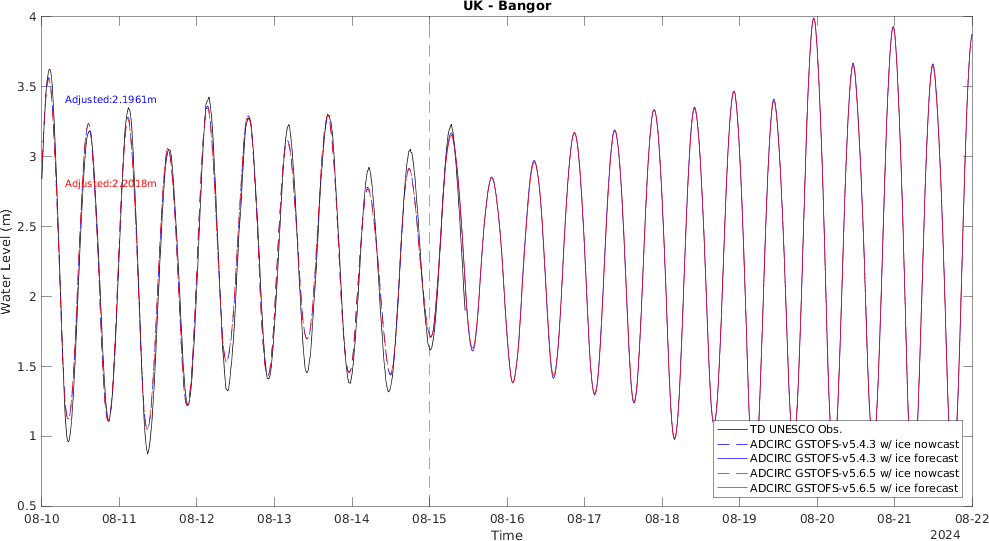 UK - Bangor
4
3.5
3
2.5
2
1.5
1
0.5
Water Level (m)
Adjusted:2.1961m
Adjusted:2.2018m
TD UNESCO Obs.
ADCIRC GSTOFS-v5.4.3 w/ ice nowcast
ADCIRC GSTOFS-v5.4.3 w/ ice forecast
ADCIRC GSTOFS-v5.6.5 w/ ice nowcast
ADCIRC GSTOFS-v5.6.5 w/ ice forecast
08-10 08-11 08-12 08-13 08-14 08-15 08-16 08-17 08-18 08-19 08-20 08-21 08-22
Time
2024